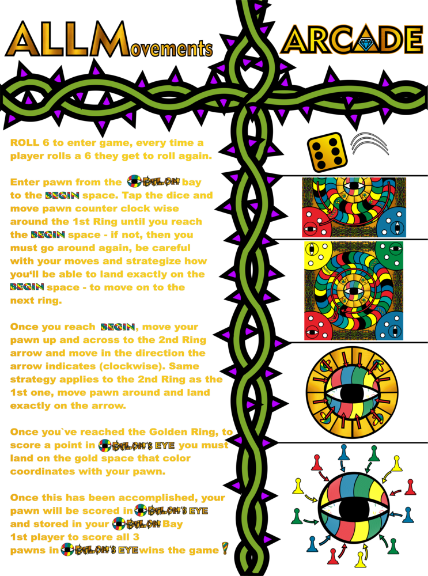 ALLMovements
ARCADE
ROLL 6 to enter game, every time a
player rolls a 6 they get to roll again.
Enter pawn from the bay
to the BEGIN space. Tap the dice and
move pawn counter clock wise
around the 1st Ring until you reach
the BEGIN space - if not, then you
must go around again, be careful
with your moves and strategize how
you'll be able to land exactly on the
BEGIN space - to move on to the
next ring.
Once you reach BEGIN, move your
pawn up and across to the 2nd Ring
arrow and move in the direction the
arrow indicates (clockwise). Same
strategy applies to the 2nd Ring as the
1st one, move pawn around and land
exactly on the arrow.
Once you`ve reached the Golden Ring, to
score a point in EYE you must
land on the gold space that color
coordinates with your pawn.
Once this has been accomplished, your
pawn will be scored in EYE
and stored in your Bay
1st player to score all 3
pawns in EYE wins the game !